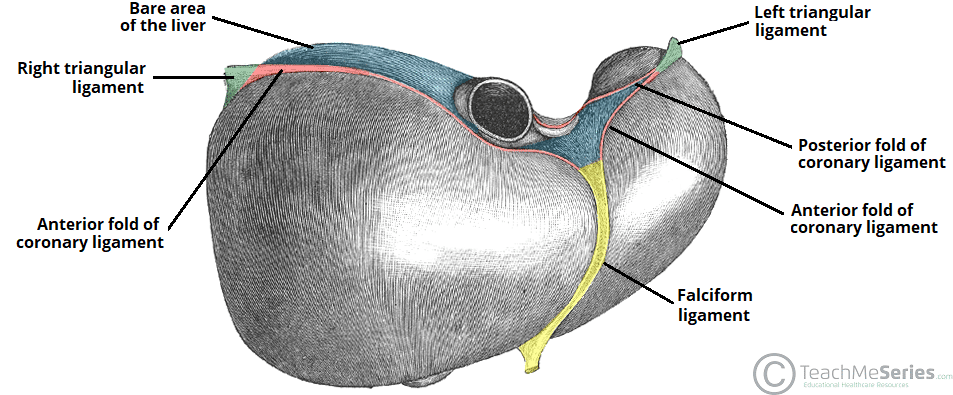 Bare area
of the liver
Left triangular
ligament
Right triangular
ligament
Posterior fold of
coronary ligament
Anterior fold of
coronary ligament
Anterior fold of
coronary ligament
Falciform
ligament
© TeachMeSeries.com
Educational Healthcare Resources